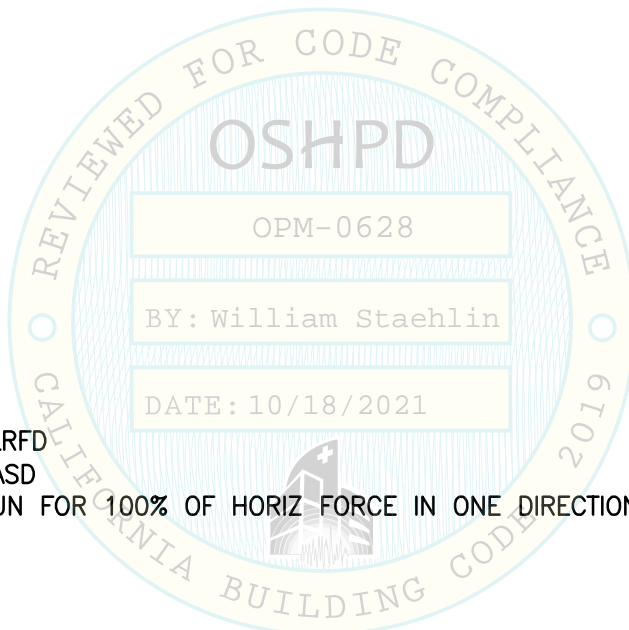 REVIEWED FOR CODE COMPLIANCE
OSHPD
OPM-0628
BY: William Staehlin
DATE: 10/18/2021
CALIFORNIA BUILDING CODE 2019
RFD
ASD
UN FOR 100% OF HORIZ FORCE IN ONE DIRECTION